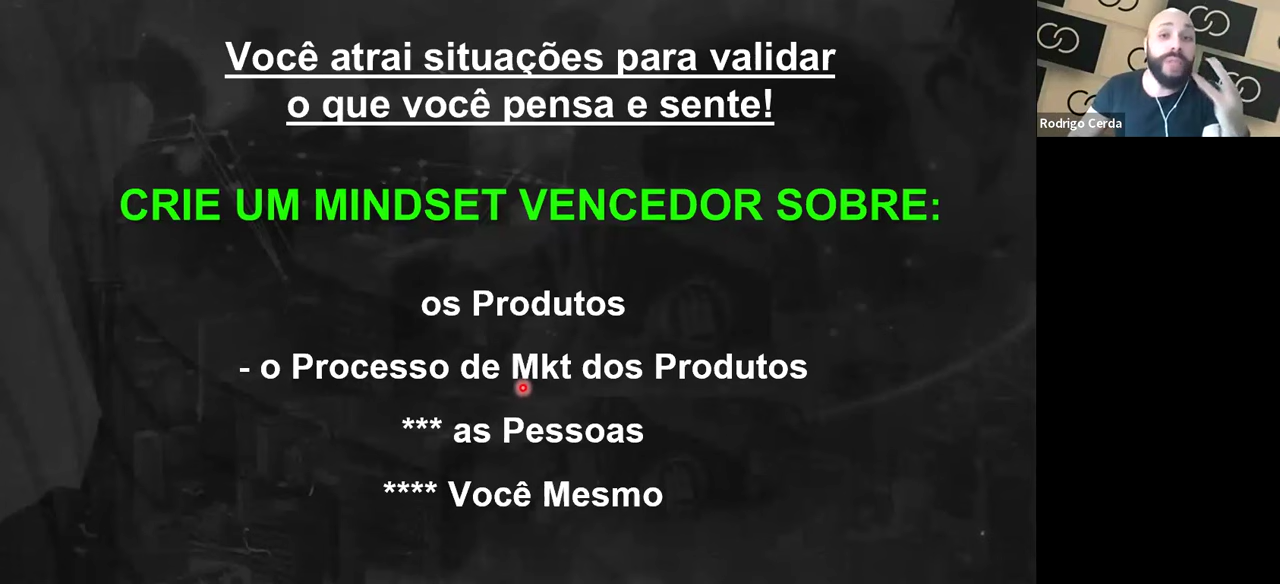 Você atrai situações para validar
o que você pensa e sente!
CRIE UM MINDSET VENCEDOR SOBRE:
os Produtos
- o Processo de Mkt dos Produtos
*** as Pessoas
**** Você Mesmo
Rodrigo Cerda